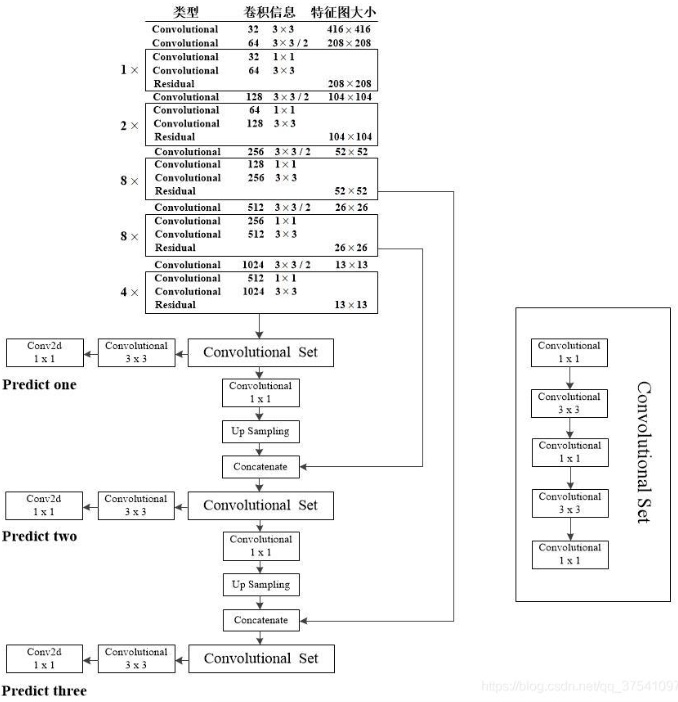 类型 卷积信息 特征图大小
Convolutional 32 3×3 416×416
Convolutional 64 3×3/2 208×208
Convolutional 32 1×1
1× Convolutional 64 3×3
Residual 208×208
Convolutional 128 3×3/2 104×104
Convolutional 64 1×1
2× Convolutional 128 3×3
Residual 104×104
Convolutional 256 3×3/2 52×52
Convolutional 128 1×1
8× Convolutional 256 3×3
Residual 52×52
Convolutional 512 3×3/2 26×26
Convolutional 256 1×1
8× Convolutional 512 3×3
Residual 26×26
Convolutional 1024 3×3/2 13×13
Convolutional 512 1×1
4× Convolutional 1024 3×3
Residual 13×13
Conv2d
1 x 1
Convolutional
3 x 3
Convolutional Set
Predict one
Convolutional
1 x 1
Up Sampling
Concatenate
Conv2d
1 x 1
Convolutional
3 x 3
Convolutional Set
Predict two
Convolutional
1 x 1
Up Sampling
Concatenate
Conv2d
1 x 1
Convolutional
3 x 3
Convolutional Set
Predict three
Convolutional
1 x 1
Convolutional
3 x 3
Convolutional
1 x 1
Convolutional
3 x 3
Convolutional
1 x 1
Convolutional Set
https://blog.csdn.net/qq_37541097